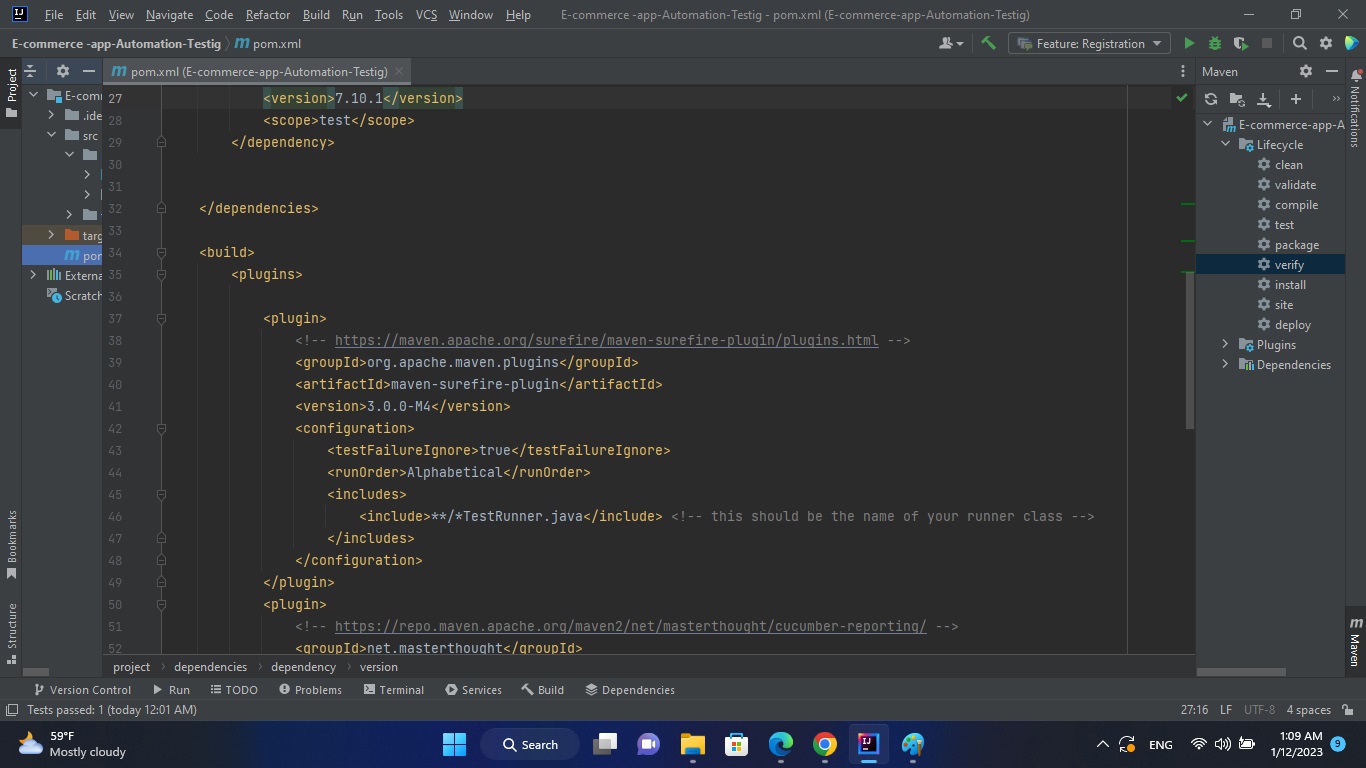 File Edit View Navigate Code Refactor Build Run Tools VCS Window Help E-commerce -app-Automation-Testig - pom.xml (E-commerce-app-Automation-Testig)
E-commerce -app-Automation-Testig pom.xml Feature: Registration
Project
pom.xml (E-commerce-app-Automation-Testig)
Maven
Notifications
E-com
.ide
src
targ
pom
Externa
Scratch
27 <version>7.10.1</version>
28 <scope>test</scope>
29 </dependency>
30
31
32 </dependencies>
33
34 <build>
35 <plugins>
36
37 <plugin>
38 <!-- https://maven.apache.org/surefire/maven-surefire-plugin/plugins.html -->
39 <groupId>org.apache.maven.plugins</groupId>
40 <artifactId>maven-surefire-plugin</artifactId>
41 <version>3.0.0-M4</version>
42 <configuration>
43 <testFailureIgnore>true</testFailureIgnore>
44 <runOrder>Alphabetical</runOrder>
45 <includes>
46 <include>**/*TestRunner.java</include> <!-- this should be the name of your runner class -->
47 </includes>
48 </configuration>
49 </plugin>
50 <plugin>
51 <!-- https://repo.maven.apache.org/maven2/net/masterthought/cucumber-reporting/ -->
52 <groupId>net.masterthought</groupId>
E-commerce-app-A
Lifecycle
clean
validate
compile
test
package
verify
install
site
deploy
Plugins
Dependencies
Bookmarks
Structure
Maven
project dependencies dependency version
Version Control Run TODO Problems Terminal Services Build Dependencies
Tests passed: 1 (today 12:01 AM) 27:16 LF UTF-8 4 spaces
59°F
Mostly cloudy
Search
ENG
1:09 AM
1/12/2023
9